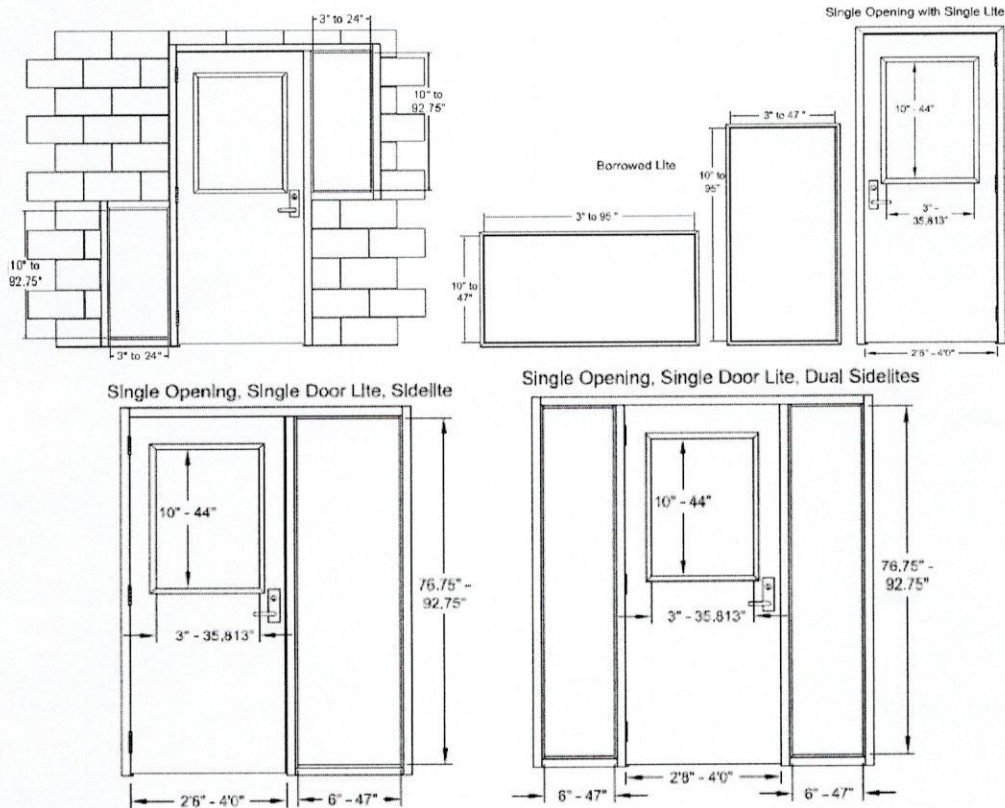 3" to 24"
10" to
92.75"
10" to
92.75"
3" to 24"
Borrowed Lite
3" to 95"
10" to
47"
3" to 47"
10" to
95"
Single Opening with Single Lite
10" - 44"
3" -
35,813"
2'6" - 4'0"
Single Opening, Single Door Lite, Sidelite
10" - 44"
3" - 35,813"
76.75" -
92.75"
2'6" - 4'0"
6" - 47"
Single Opening, Single Door Lite, Dual Sidelites
10" - 44"
3" - 35,813"
76.75" -
92.75"
6" - 47"
2'8" - 4'0"
6" - 47"